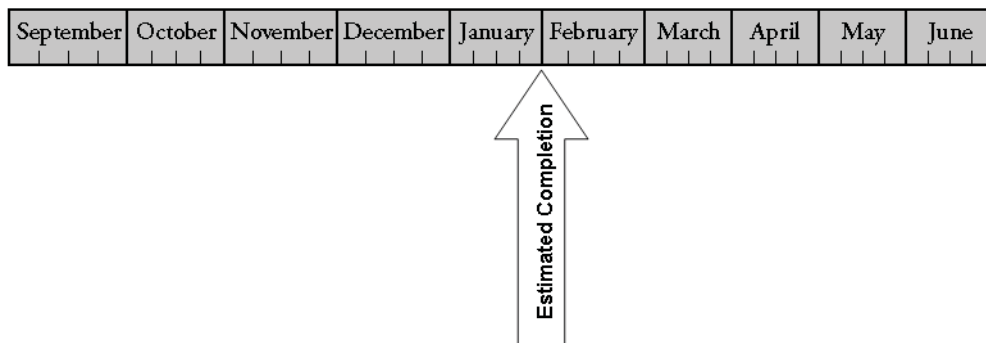 September October November December January February March April May June
Estimated Completion